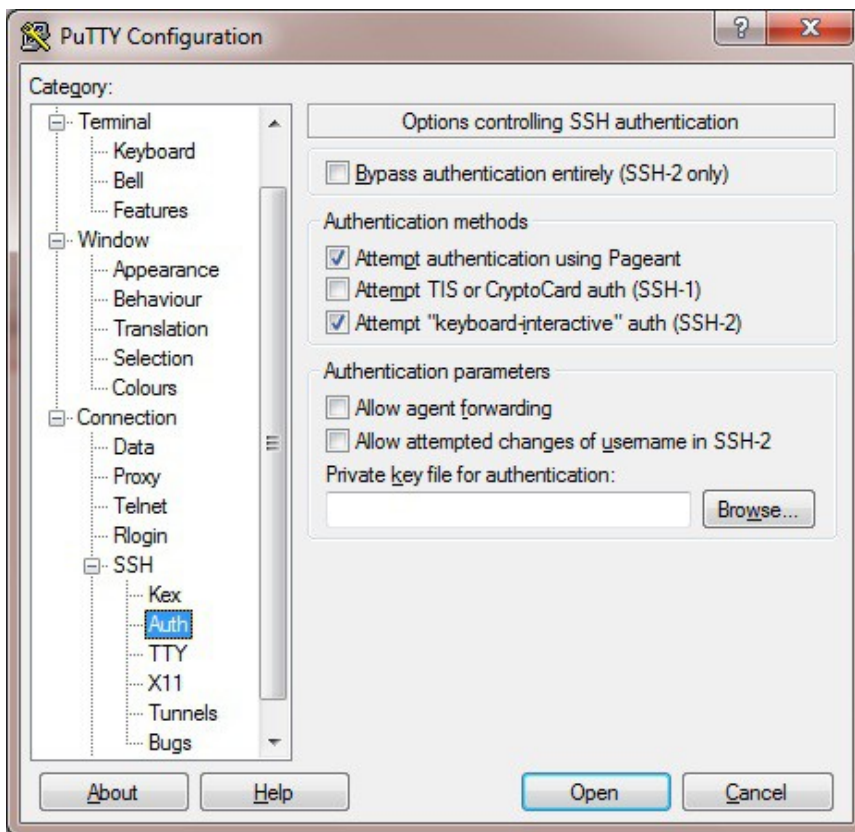 PuTTY Configuration
Category:
Terminal
Keyboard
Bell
Features
Window
Appearance
Behaviour
Translation
Selection
Colours
Connection
Data
Proxy
Telnet
Rlogin
SSH
Kex
Auth
TTY
X11
Tunnels
Bugs
Options controlling SSH authentication
Bypass authentication entirely (SSH-2 only)
Authentication methods
Attempt authentication using Pageant
Attempt TIS or CryptoCard auth (SSH-1)
Attempt "keyboard-interactive" auth (SSH-2)
Authentication parameters
Allow agent forwarding
Allow attempted changes of username in SSH-2
Private key file for authentication:
Browse...
About
Help
Open
Cancel